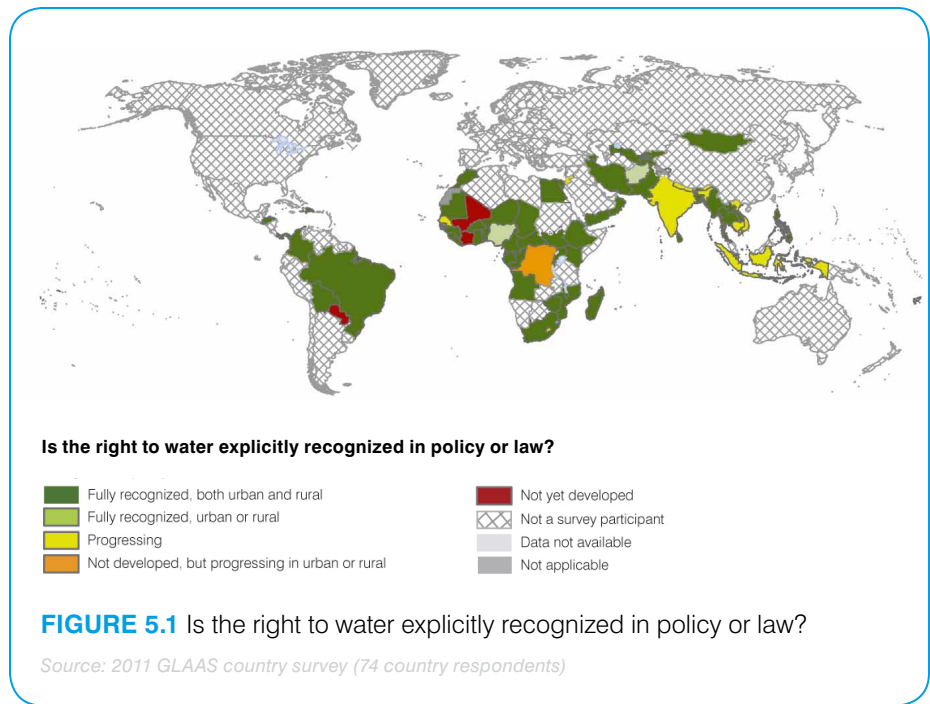 Is the right to water explicitly recognized in policy or law?
Fully recognized, both urban and rural
Fully recognized, urban or rural
Progressing
Not developed, but progressing in urban or rural
Not yet developed
Not a survey participant
Data not available
Not applicable
FIGURE 5.1 Is the right to water explicitly recognized in policy or law?
Source: 2011 GLAAS country survey (74 country respondents)